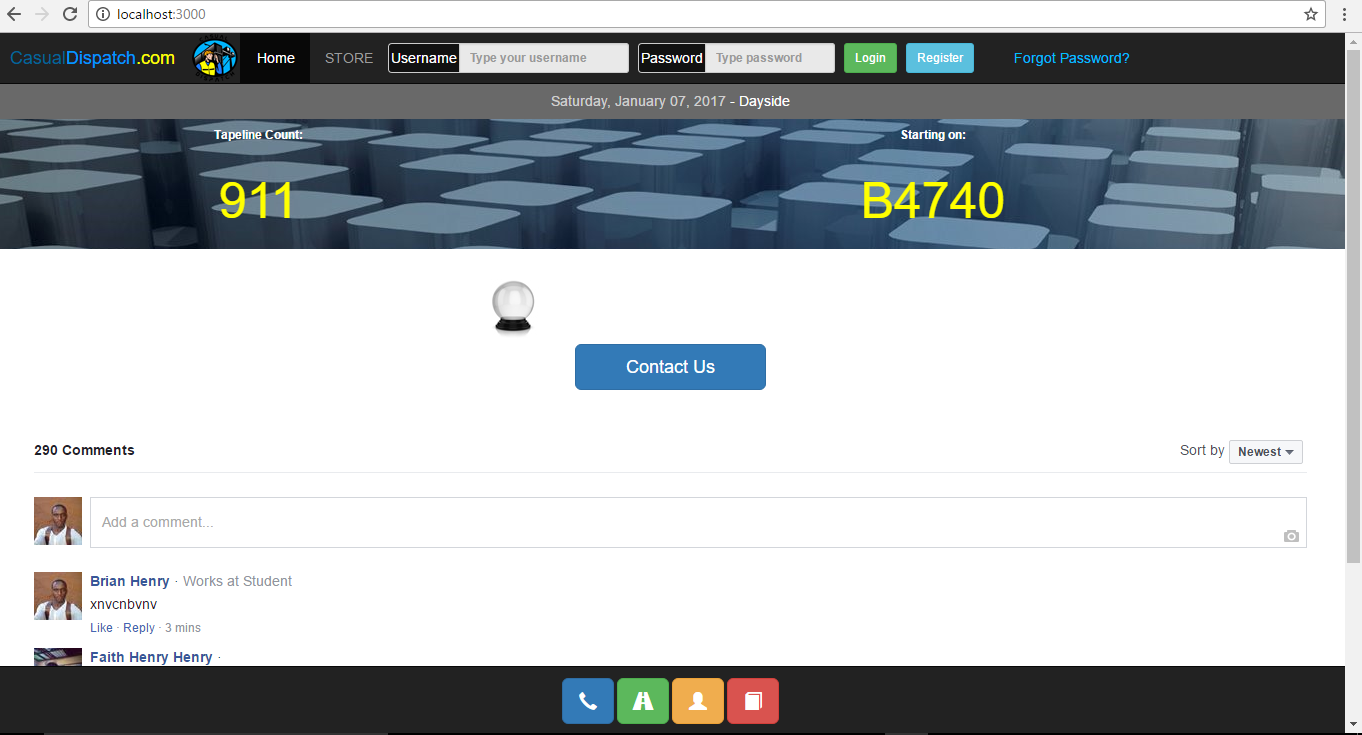 localhost:3000
CasualDispatch.com Home STORE Username Type your username Password Type password Login Register Forgot Password?
Saturday, January 07, 2017 - Dayside
Tapeline Count: Starting on:
911 B4740
Contact Us
290 Comments Sort by Newest
Add a comment...
Brian Henry · Works at Student
xnvcnbvnv
Like · Reply · 3 mins
Faith Henry Henry ·